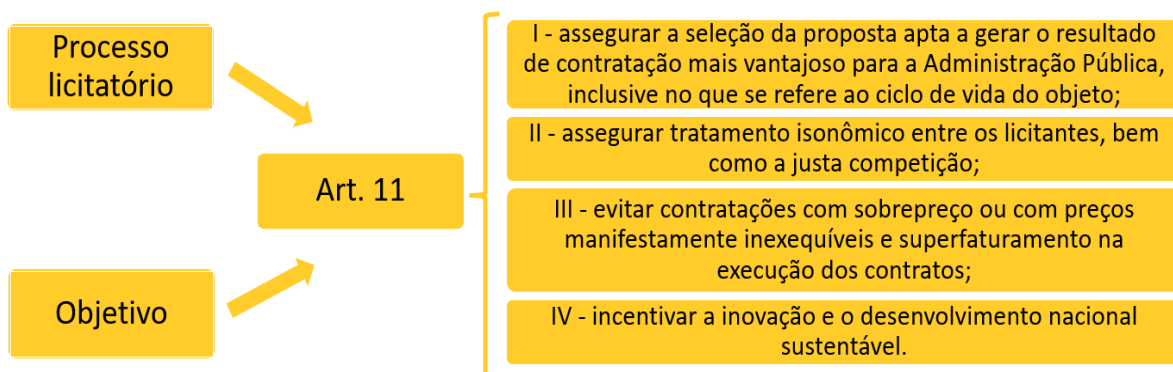 Processo
licitatório
Objetivo
Art. 11
I - assegurar a seleção da proposta apta a gerar o resultado
de contratação mais vantajoso para a Administração Pública,
inclusive no que se refere ao ciclo de vida do objeto;
II - assegurar tratamento isonômico entre os licitantes, bem
como a justa competição;
III - evitar contratações com sobrepreço ou com preços
manifestamente inexequíveis e superfaturamento na
execução dos contratos;
IV - incentivar a inovação e o desenvolvimento nacional
sustentável.